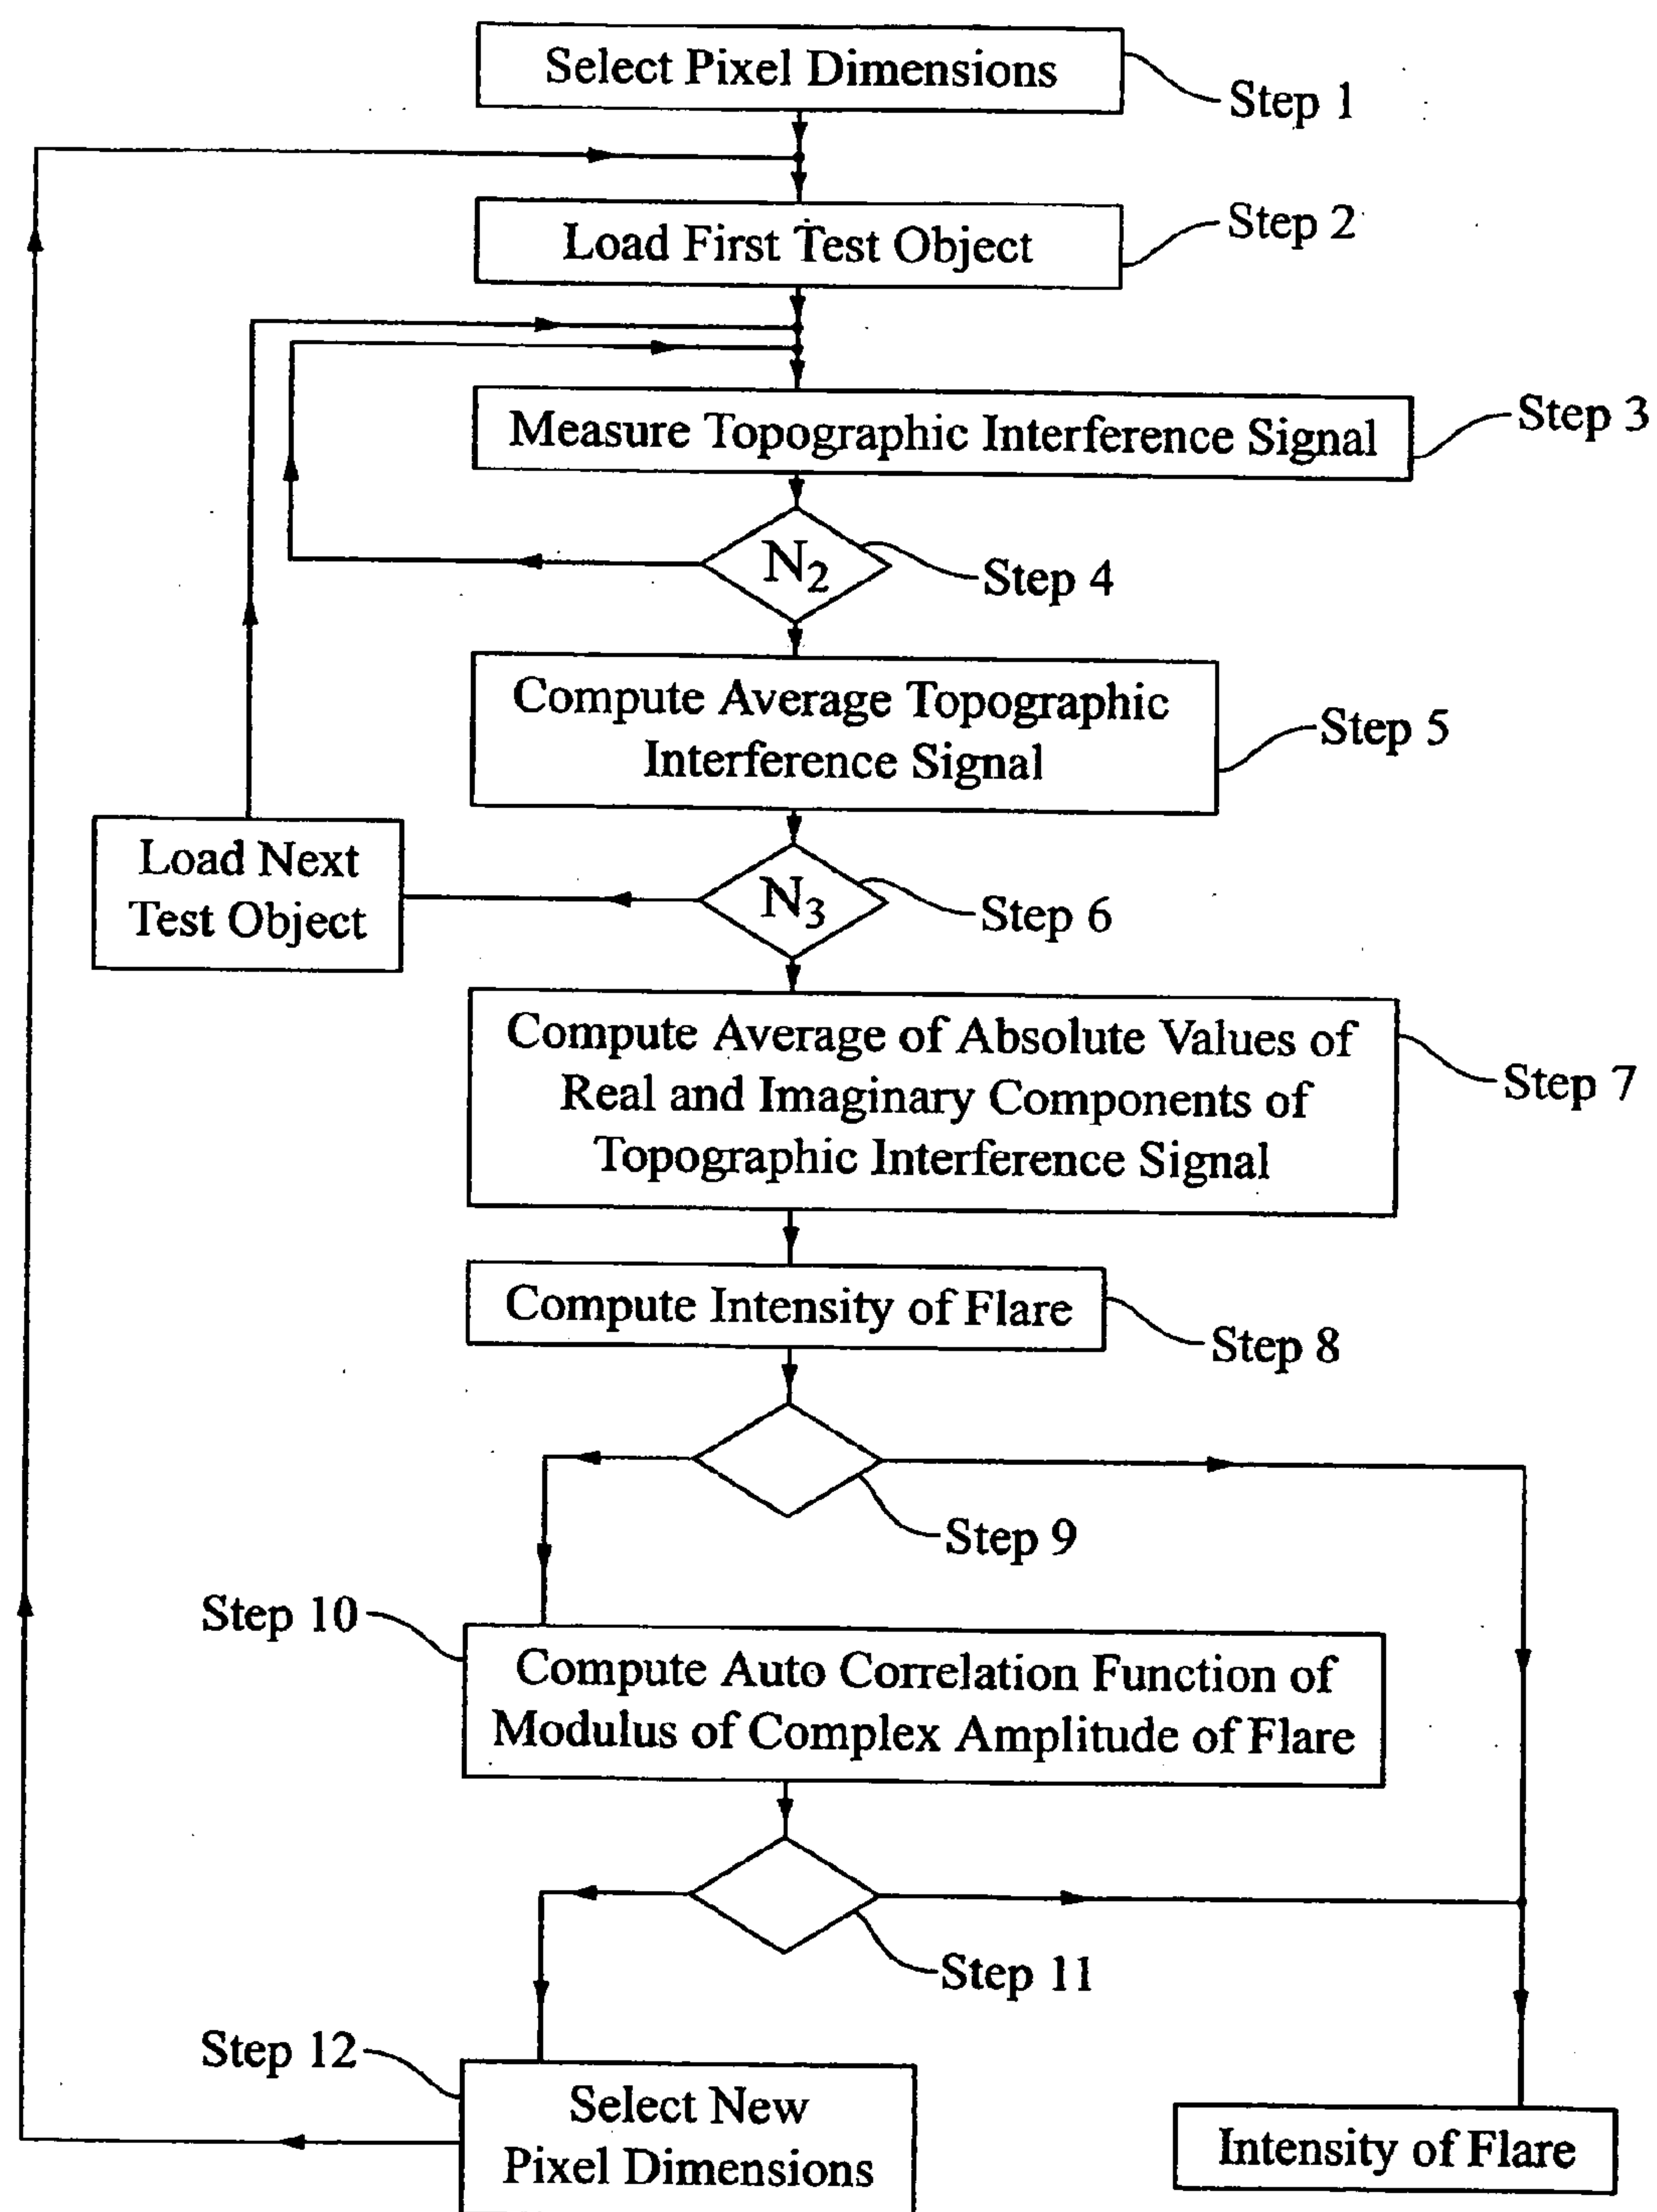 Select Pixel Dimensions
Step 1
Load First Test Object
Step 2
Measure Topographic Interference Signal
Step 3
N2
Step 4
Compute Average Topographic
Interference Signal
Step 5
Load Next
Test Object
N3
Step 6
Compute Average of Absolute Values of
Real and Imaginary Components of
Topographic Interference Signal
Step 7
Compute Intensity of Flare
Step 8
Step 9
Step 10
Compute Auto Correlation Function of
Modulus of Complex Amplitude of Flare
Step 11
Step 12
Select New
Pixel Dimensions
Intensity of Flare